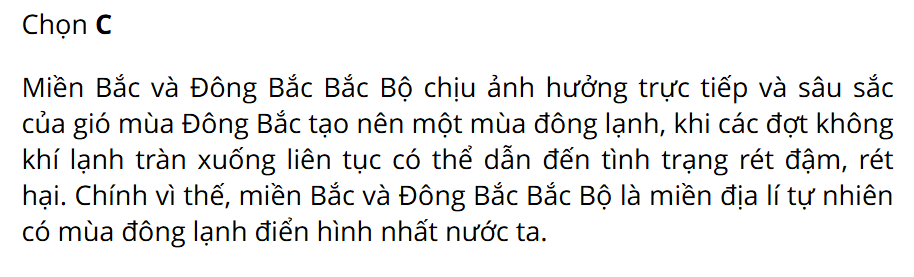 Chọn C
Miền Bắc và Đông Bắc Bắc Bộ chịu ảnh hưởng trực tiếp và sâu sắc
của gió mùa Đông Bắc tạo nên một mùa đông lạnh, khi các đợt không
khí lạnh tràn xuống liên tục có thể dẫn đến tình trạng rét đậm, rét
hại. Chính vì thế, miền Bắc và Đông Bắc Bắc Bộ là miền địa lí tự nhiên
có mùa đông lạnh điển hình nhất nước ta.